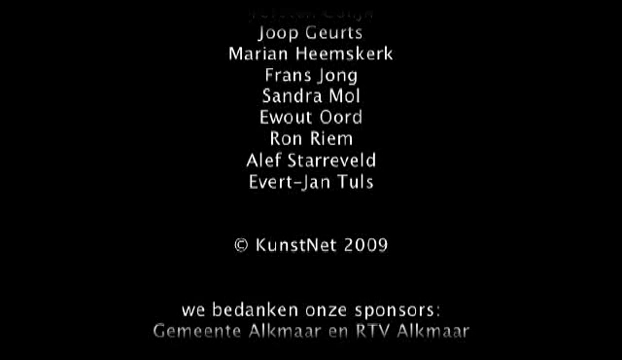 Joop Geurts
Marian Heemskerk
Frans Jong
Sandra Mol
Ewout Oord
Ron Riem
Alef Starreveld
Evert-Jan Tuls
© KunstNet 2009
we bedanken onze sponsors:
Gemeente Alkmaar en RTV Alkmaar